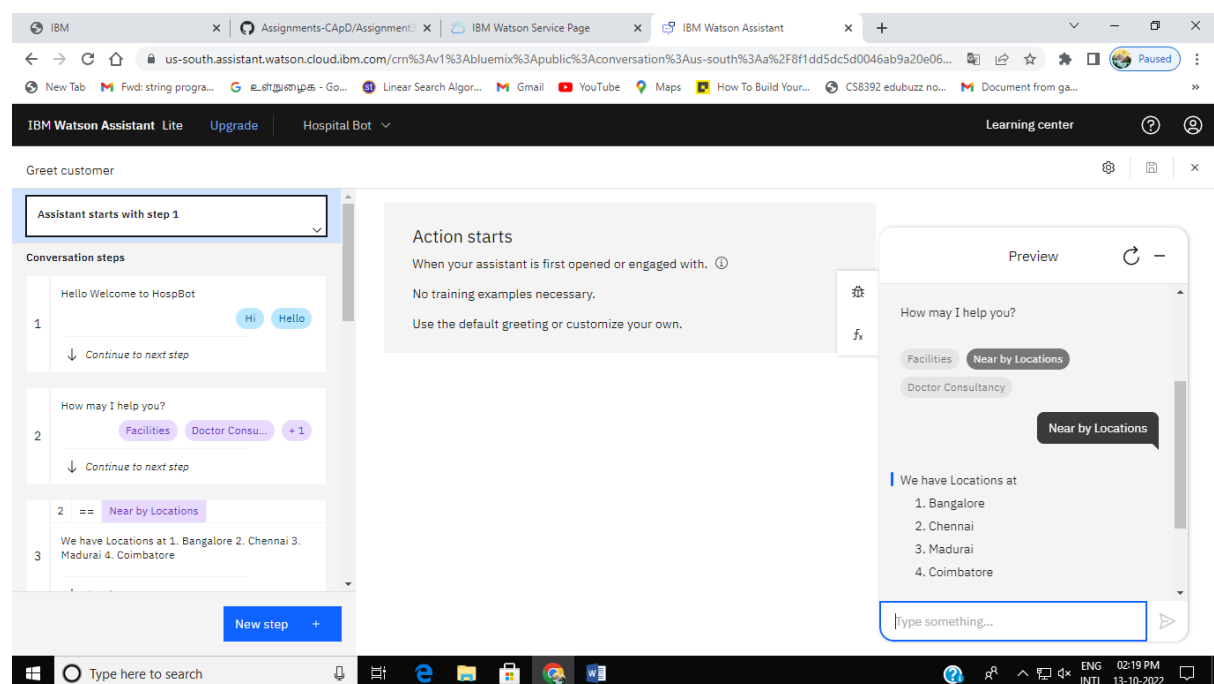 IBM
Assignments-CApD/Assignment
IBM Watson Service Page
IBM Watson Assistant
us-south.assistant.watson.cloud.ibm.com/crn%3Av1%3Abluemix%3Apublic%3Aconversation%3Aus-south%3Aa%2F8f1dd5dc5d0046ab9a20e06...
Paused
New Tab
Fwd: string progra...
உள்நுழைக - Go...
Linear Search Algor...
Gmail
YouTube
Maps
How To Build Your...
CS8392 edubuzz no...
Document from ga...
»
IBM Watson Assistant Lite
Upgrade
Hospital Bot
Learning center
Greet customer
Assistant starts with step 1
Conversation steps
1
Hello Welcome to HospBot
Hi Hello
Continue to next step
2
How may I help you?
Facilities Doctor Consu... + 1
Continue to next step
3
2 == Near by Locations
We have Locations at 1. Bangalore 2. Chennai 3.
Madurai 4. Coimbatore
New step +
Action starts
When your assistant is first opened or engaged with.
No training examples necessary.
Use the default greeting or customize your own.
fx
Preview
How may I help you?
Facilities Near by Locations
Doctor Consultancy
Near by Locations
We have Locations at
1. Bangalore
2. Chennai
3. Madurai
4. Coimbatore
Type something...
Type here to search
ENG
INTL
02:19 PM
13-10-2022